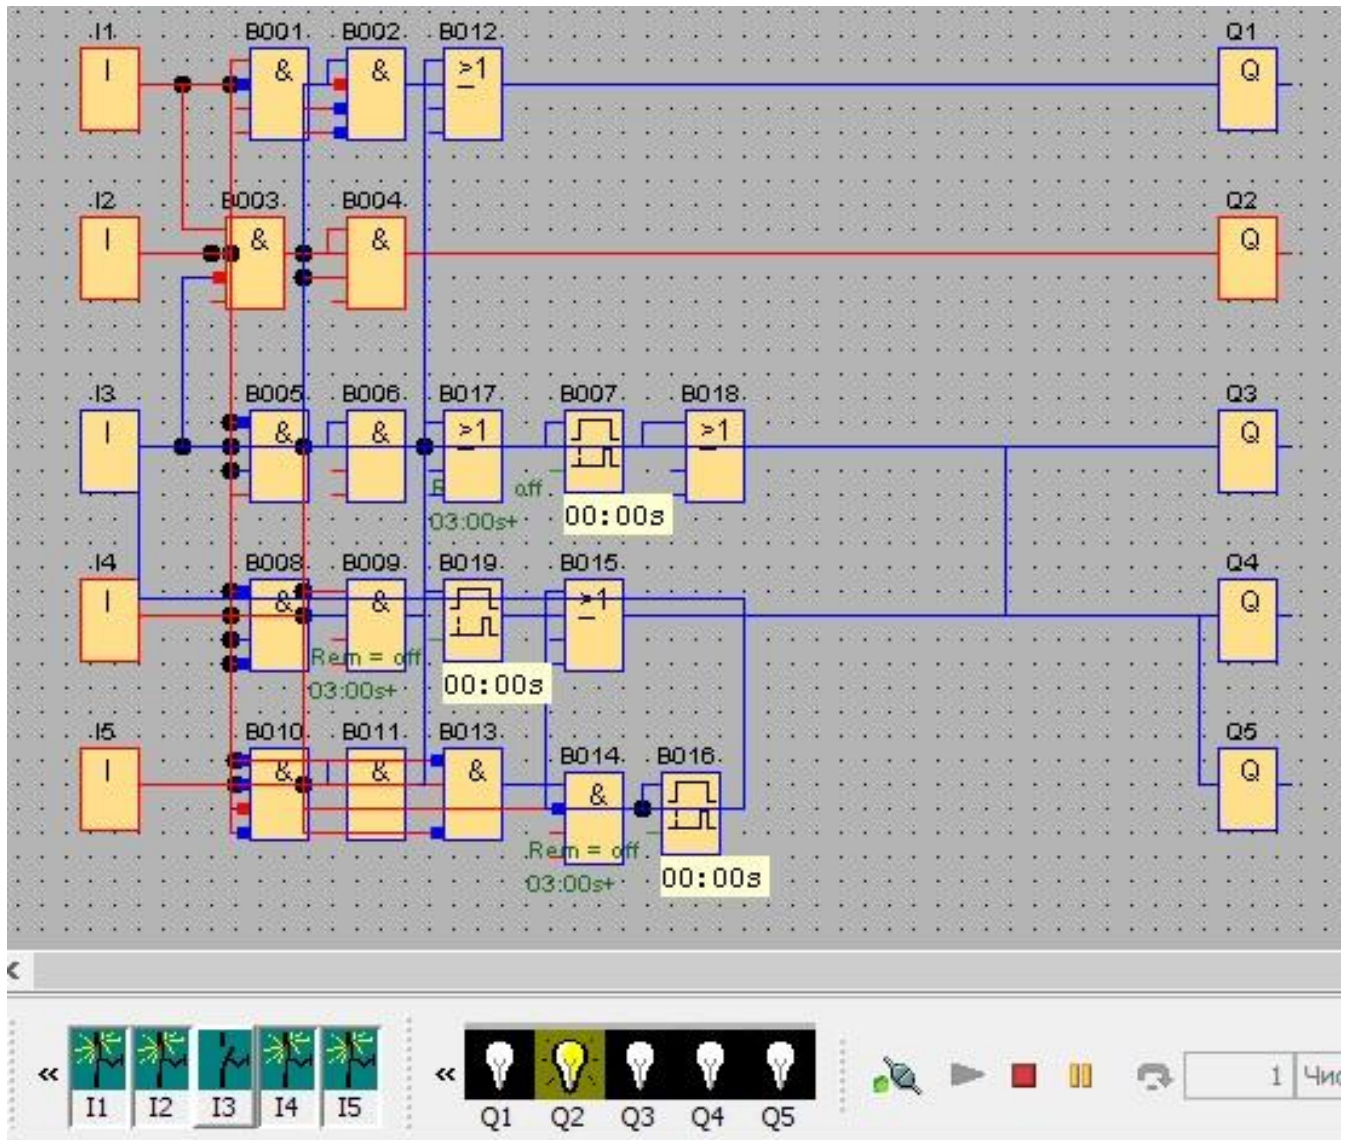 I1 B001 B002 B012 Q1
I & & >1 Q
I2 B003 B004 Q2
I & & Q
I3 B005 B006 B017 B007 B018 Q3
I & & >1 >1 Q
off
03:00s+ 00:00s
I4 B008 B009 B019 B015 Q4
I & & >1 Q
Rem = off
03:00s+ 00:00s
I5 B010 B011 B013 B014 B016 Q5
I & & & & Q
Rem = off
03:00s+ 00:00s
I1 I2 I3 I4 I5 Q1 Q2 Q3 Q4 Q5 1